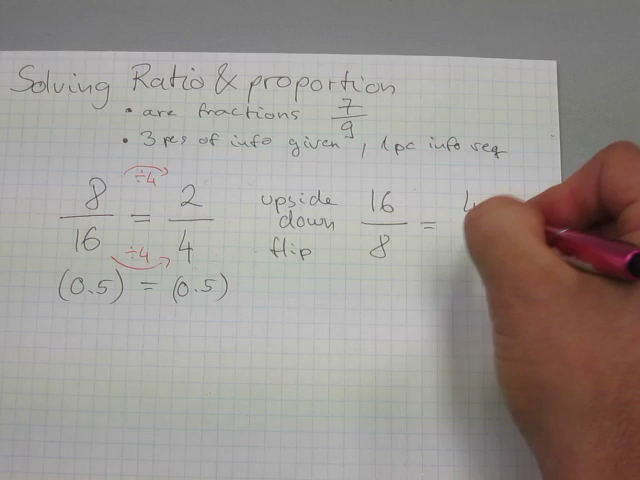 Solving Ratio & proportion
• are fractions 7/9
• 3 pcs of info given, 1 pc info req
÷4
8/16 = 2/4
÷4
(0.5) = (0.5)
upside
down
flip
16/8 = 4